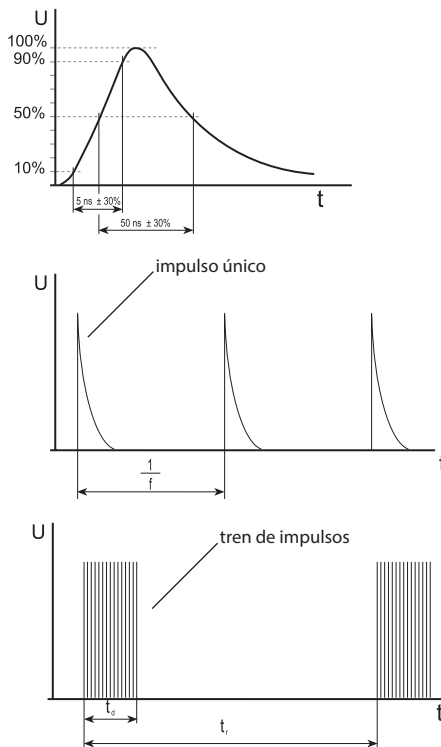 U
100%
90%
50%
10%
t
5 ns ± 30%
50 ns ± 30%
impulso único
U
t
1
f
tren de impulsos
U
t
td
tr